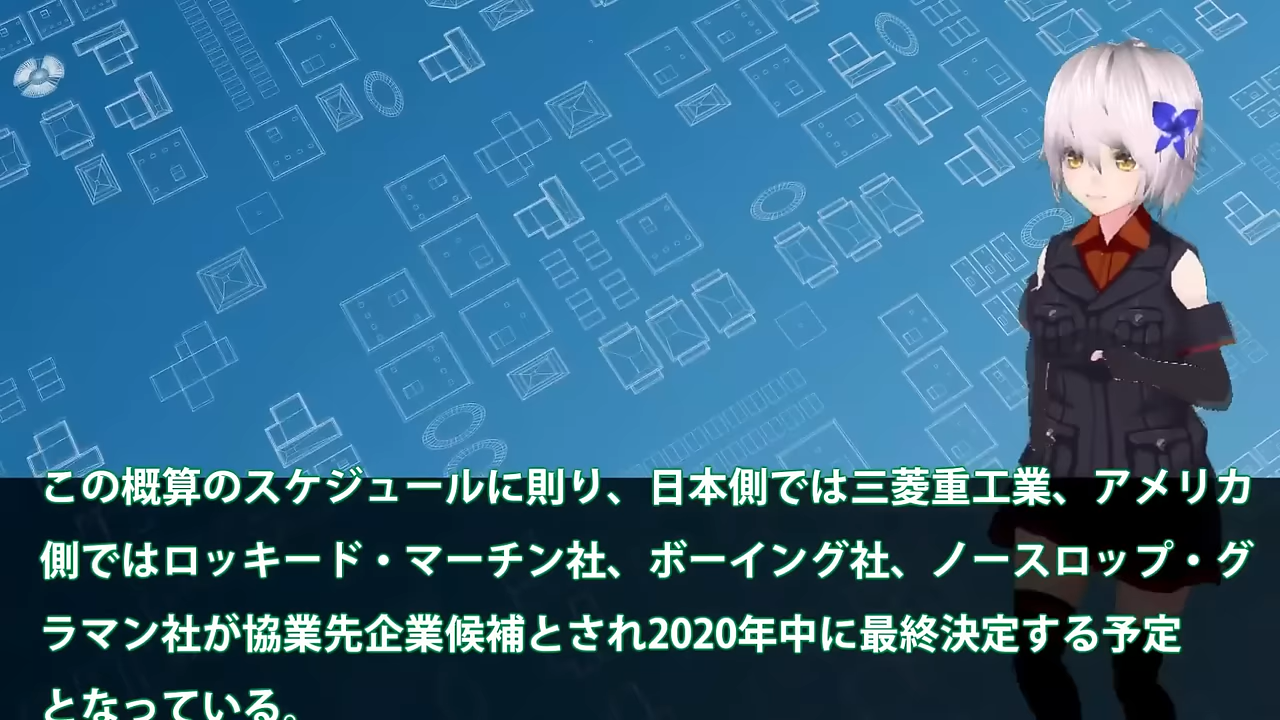 この概算のスケジュールに則り、日本側では三菱重工業、アメリカ
側ではロッキード・マーチン社、ボーイング社、ノースロップ・グ
ラマン社が協業先企業候補とされ2020年中に最終決定する予定
となっている。